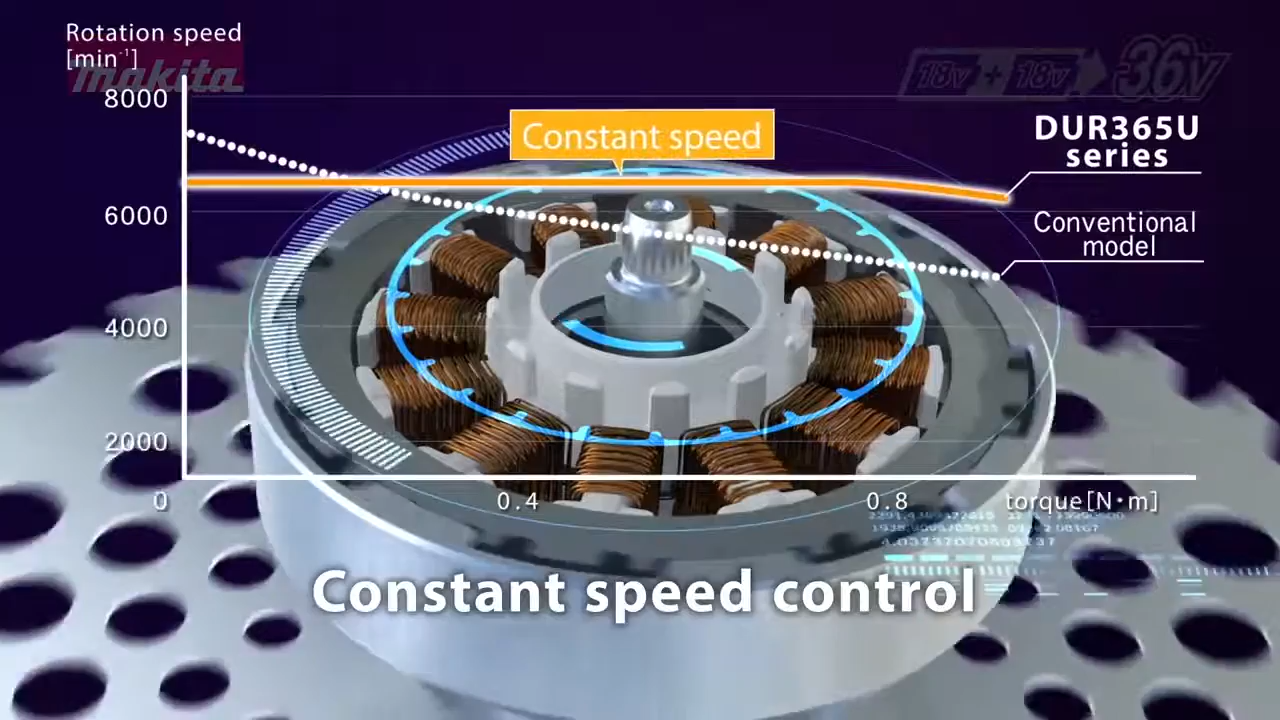 Rotation speed
[min⁻¹]
makita
18v + 18v 36v
8000
Constant speed
DUR365U
series
6000
Conventional
model
4000
2000
0
0.4
0.8
torque[N·m]
Constant speed control